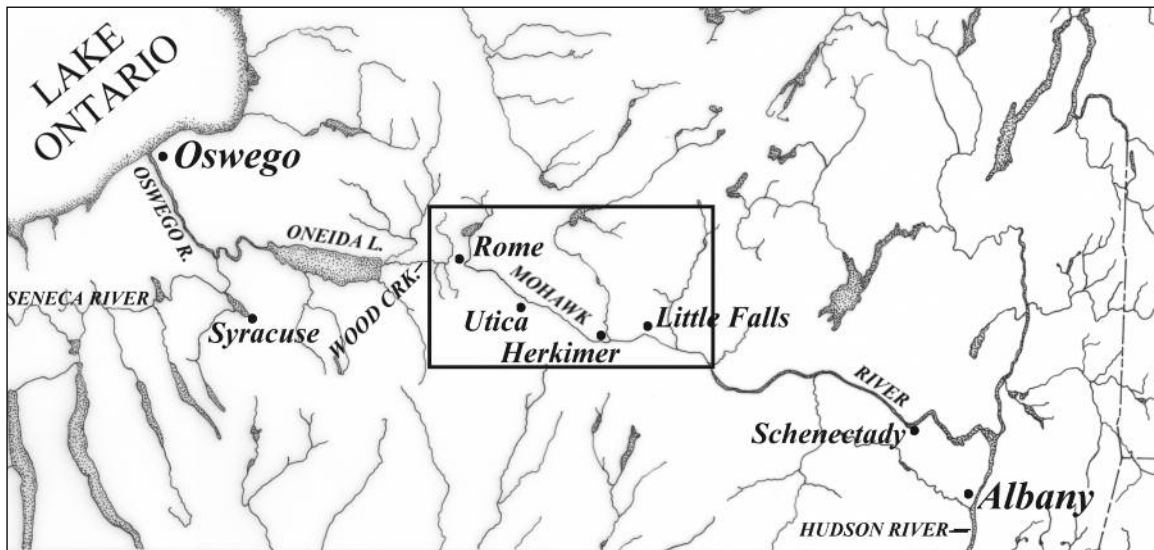 LAKE
ONTARIO
Oswego
OSWEGO R.
ONEIDA L.
Rome
WOOD CRK-
MOHAWK
SENECA RIVER
Syracuse
Utica
Little Falls
Herkimer
RIVER
Schenectady
Albany
HUDSON RIVER